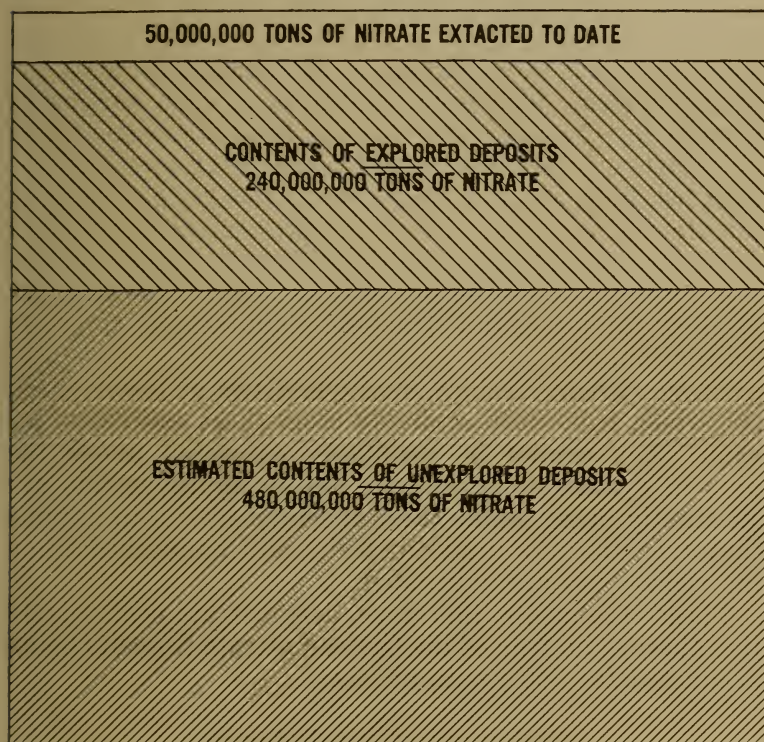 50,000,000 TONS OF NITRATE EXTACTED TO DATE
CONTENTS OF EXPLORED DEPOSITS
240,000,000 TONS OF NITRATE
ESTIMATED CONTENTS OF UNEXPLORED DEPOSITS
480,000,000 TONS OF NITRATE